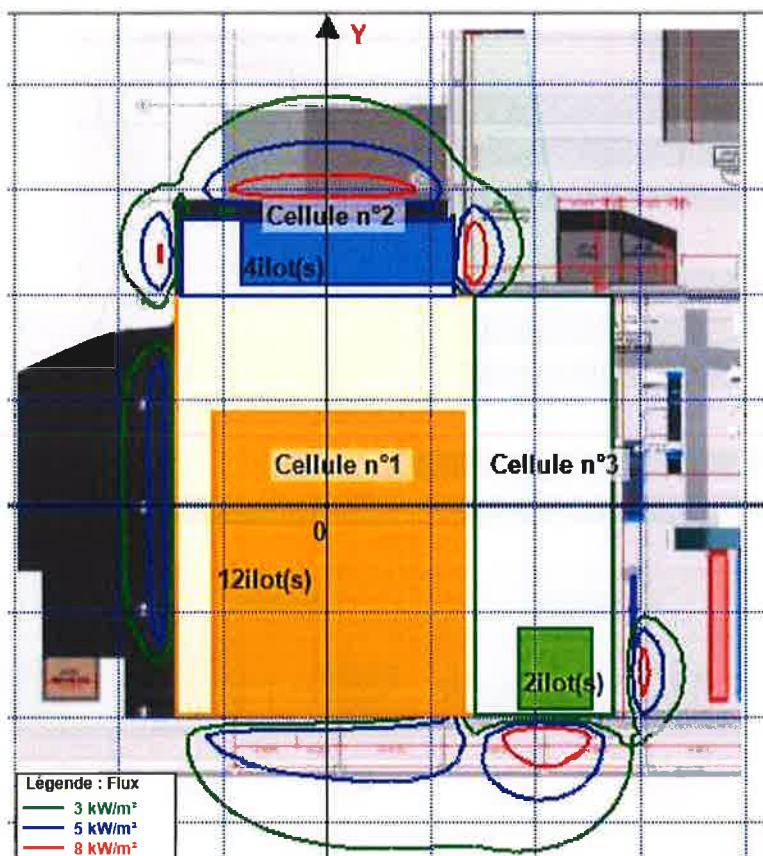 Y
Cellule n°2
4ilot(s)
Cellule n°1
Cellule n°3
0
12ilot(s)
2ilot(s)
Légende : Flux
3 kW/m²
5 kW/m²
8 kW/m²